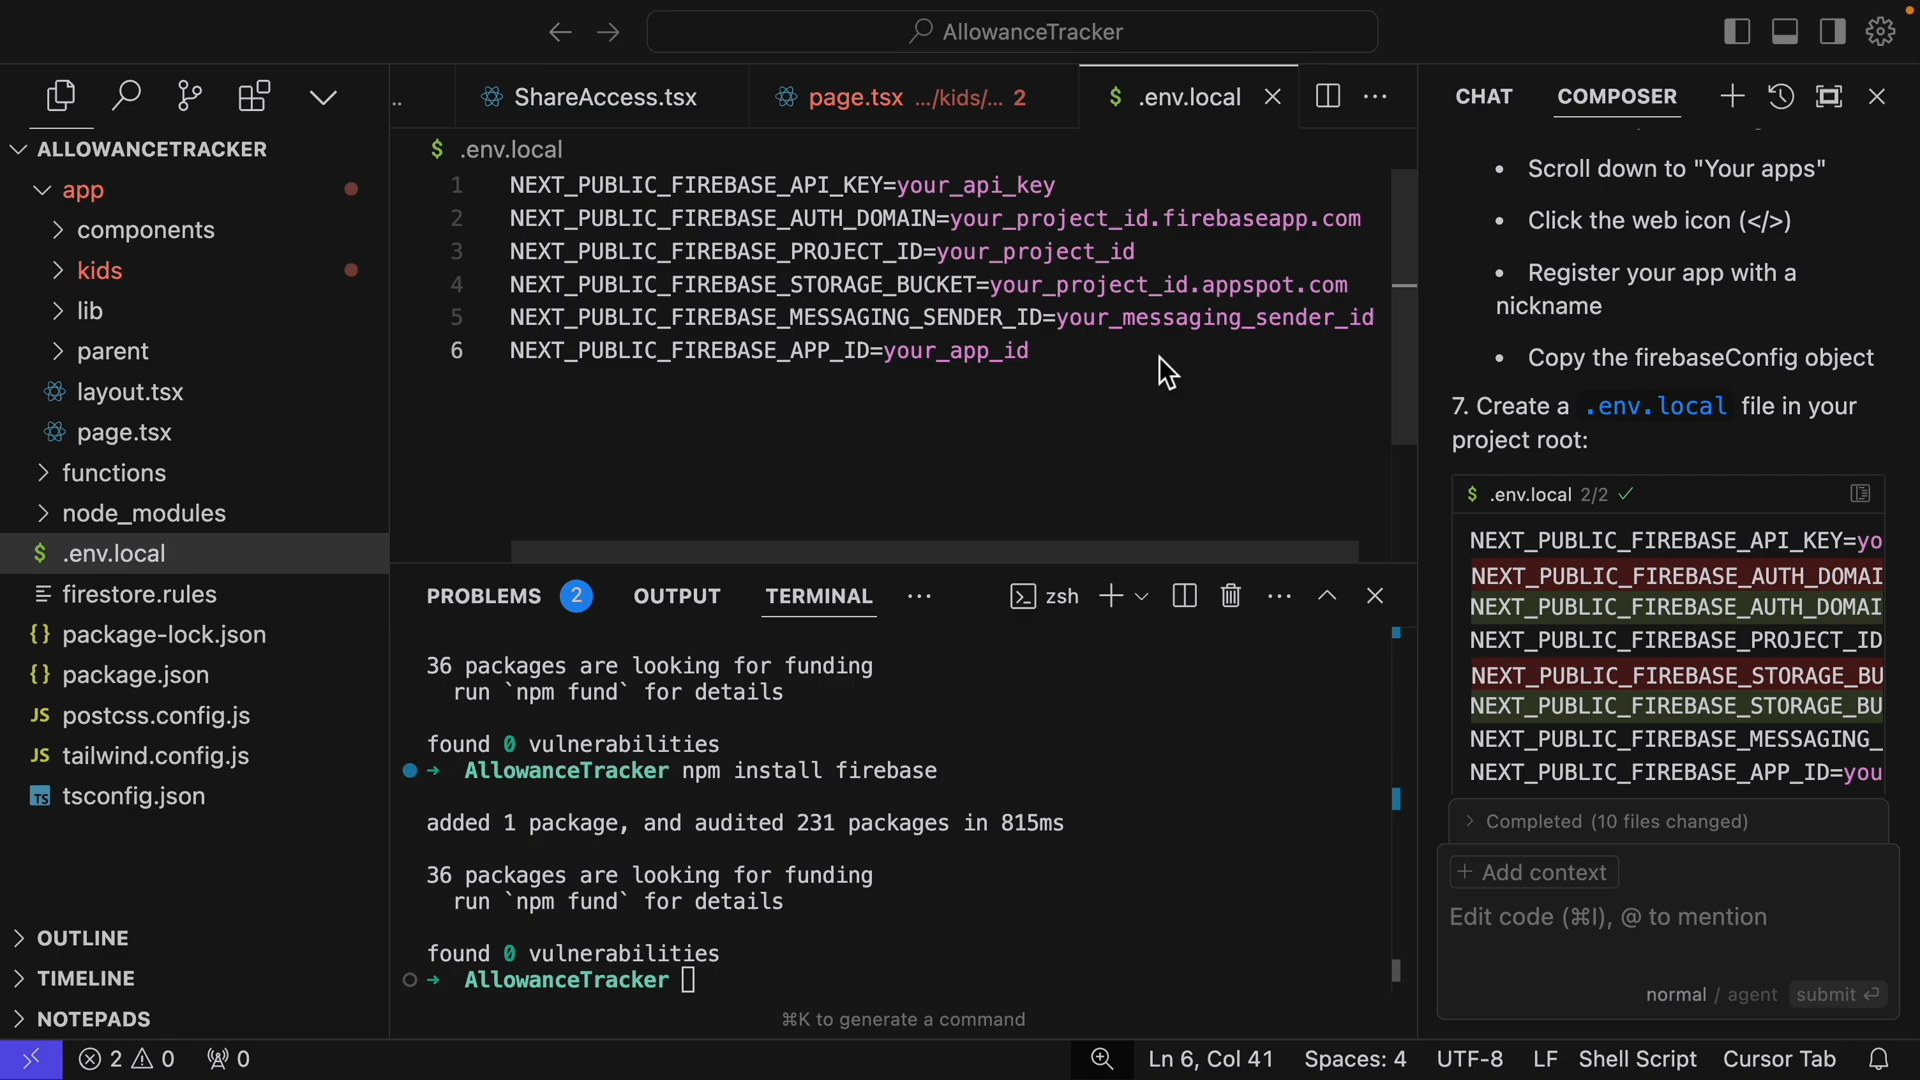 AllowanceTracker
..
ShareAccess.tsx
page.tsx .../kids/... 2
$ .env.local
CHAT
COMPOSER
ALLOWANCETRACKER
app
components
kids
lib
parent
layout.tsx
page.tsx
functions
node_modules
$ .env.local
firestore.rules
{} package-lock.json
{} package.json
JS postcss.config.js
JS tailwind.config.js
TS tsconfig.json
OUTLINE
TIMELINE
NOTEPADS
$ .env.local
1 NEXT_PUBLIC_FIREBASE_API_KEY=your_api_key
2 NEXT_PUBLIC_FIREBASE_AUTH_DOMAIN=your_project_id.firebaseapp.com
3 NEXT_PUBLIC_FIREBASE_PROJECT_ID=your_project_id
4 NEXT_PUBLIC_FIREBASE_STORAGE_BUCKET=your_project_id.appspot.com
5 NEXT_PUBLIC_FIREBASE_MESSAGING_SENDER_ID=your_messaging_sender_id
6 NEXT_PUBLIC_FIREBASE_APP_ID=your_app_id
PROBLEMS 2 OUTPUT TERMINAL ... zsh
36 packages are looking for funding
run `npm fund` for details
found 0 vulnerabilities
→ AllowanceTracker npm install firebase
added 1 package, and audited 231 packages in 815ms
36 packages are looking for funding
run `npm fund` for details
found 0 vulnerabilities
→ AllowanceTracker
⌘K to generate a command
• Scroll down to "Your apps"
• Click the web icon (</>)
• Register your app with a
nickname
• Copy the firebaseConfig object
7. Create a .env.local file in your
project root:
$ .env.local 2/2
NEXT_PUBLIC_FIREBASE_API_KEY=yo
NEXT_PUBLIC_FIREBASE_AUTH_DOMAI
NEXT_PUBLIC_FIREBASE_AUTH_DOMAI
NEXT_PUBLIC_FIREBASE_PROJECT_ID
NEXT_PUBLIC_FIREBASE_STORAGE_BU
NEXT_PUBLIC_FIREBASE_STORAGE_BU
NEXT_PUBLIC_FIREBASE_MESSAGING_
NEXT_PUBLIC_FIREBASE_APP_ID=you
Completed (10 files changed)
+ Add context
Edit code (⌘I), @ to mention
normal / agent submit ⏎
2 0 0
Ln 6, Col 41 Spaces: 4 UTF-8 LF Shell Script Cursor Tab